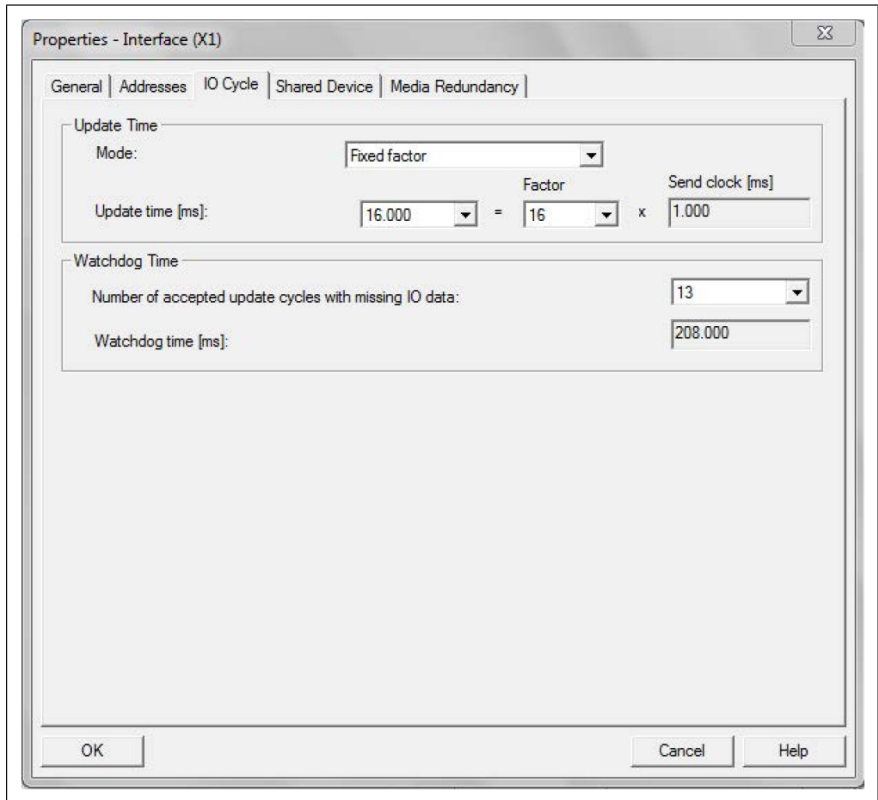 Properties - Interface (X1)
General Addresses IO Cycle Shared Device Media Redundancy
Update Time
Mode: Fixed factor
Factor Send clock [ms]
Update time [ms]: 16.000 = 16 x 1.000
Watchdog Time
Number of accepted update cycles with missing IO data: 13
Watchdog time [ms]: 208.000
OK Cancel Help